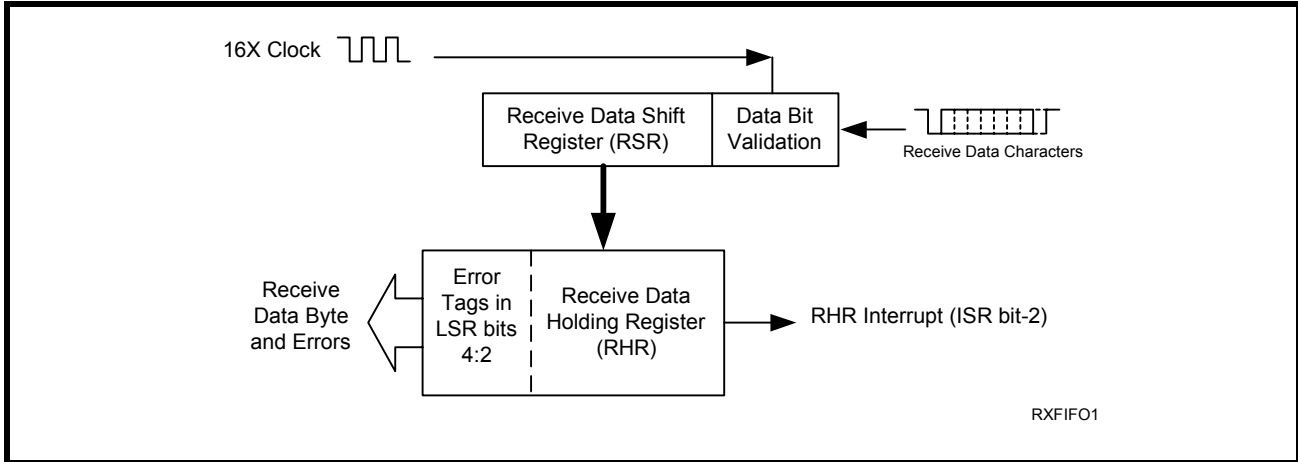 16X Clock
Receive Data Shift
Register (RSR)
Data Bit
Validation
Receive Data Characters
Receive
Data Byte
and Errors
Error
Tags in
LSR bits
4:2
Receive Data
Holding Register
(RHR)
RHR Interrupt (ISR bit-2)
RXFIFO1